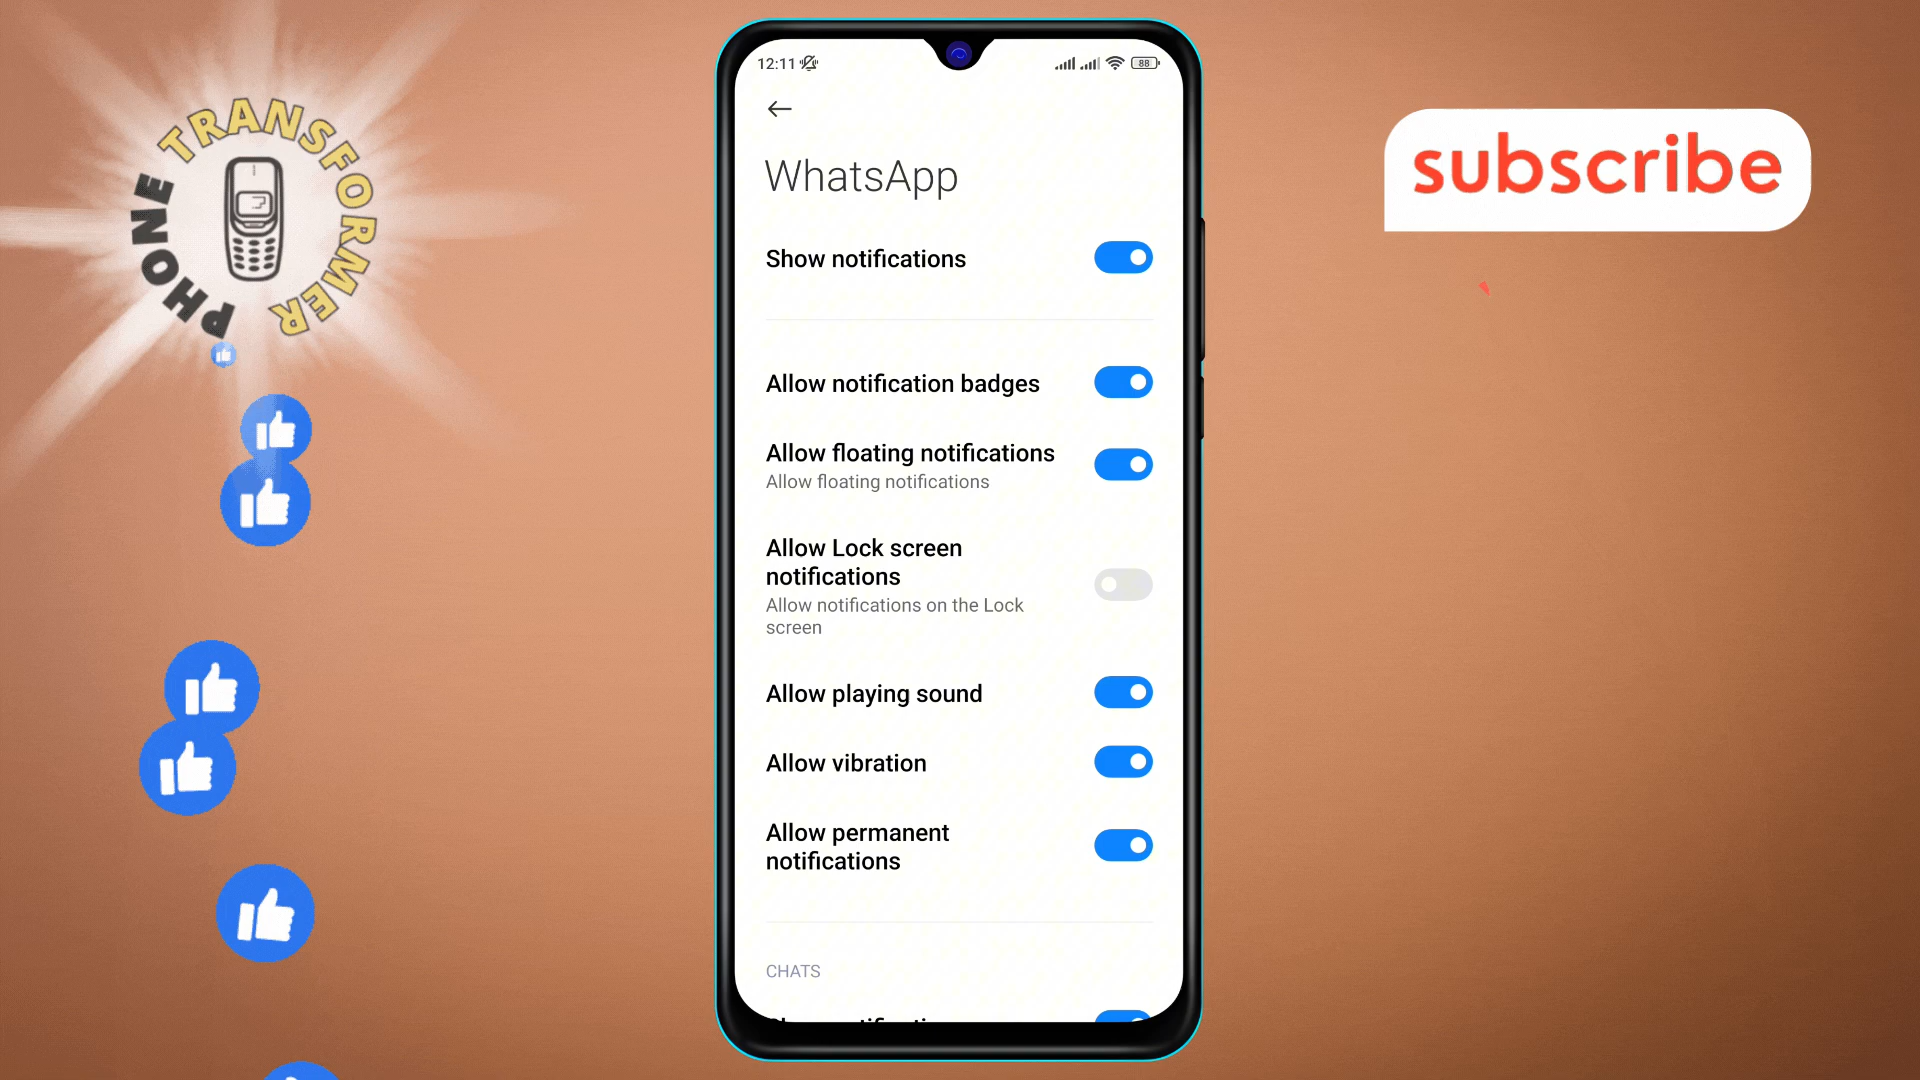 PHONE TRANSFORMER
12:11
88
WhatsApp
Show notifications
Allow notification badges
Allow floating notifications
Allow floating notifications
Allow Lock screen
notifications
Allow notifications on the Lock
screen
Allow playing sound
Allow vibration
Allow permanent
notifications
CHATS
subscribe